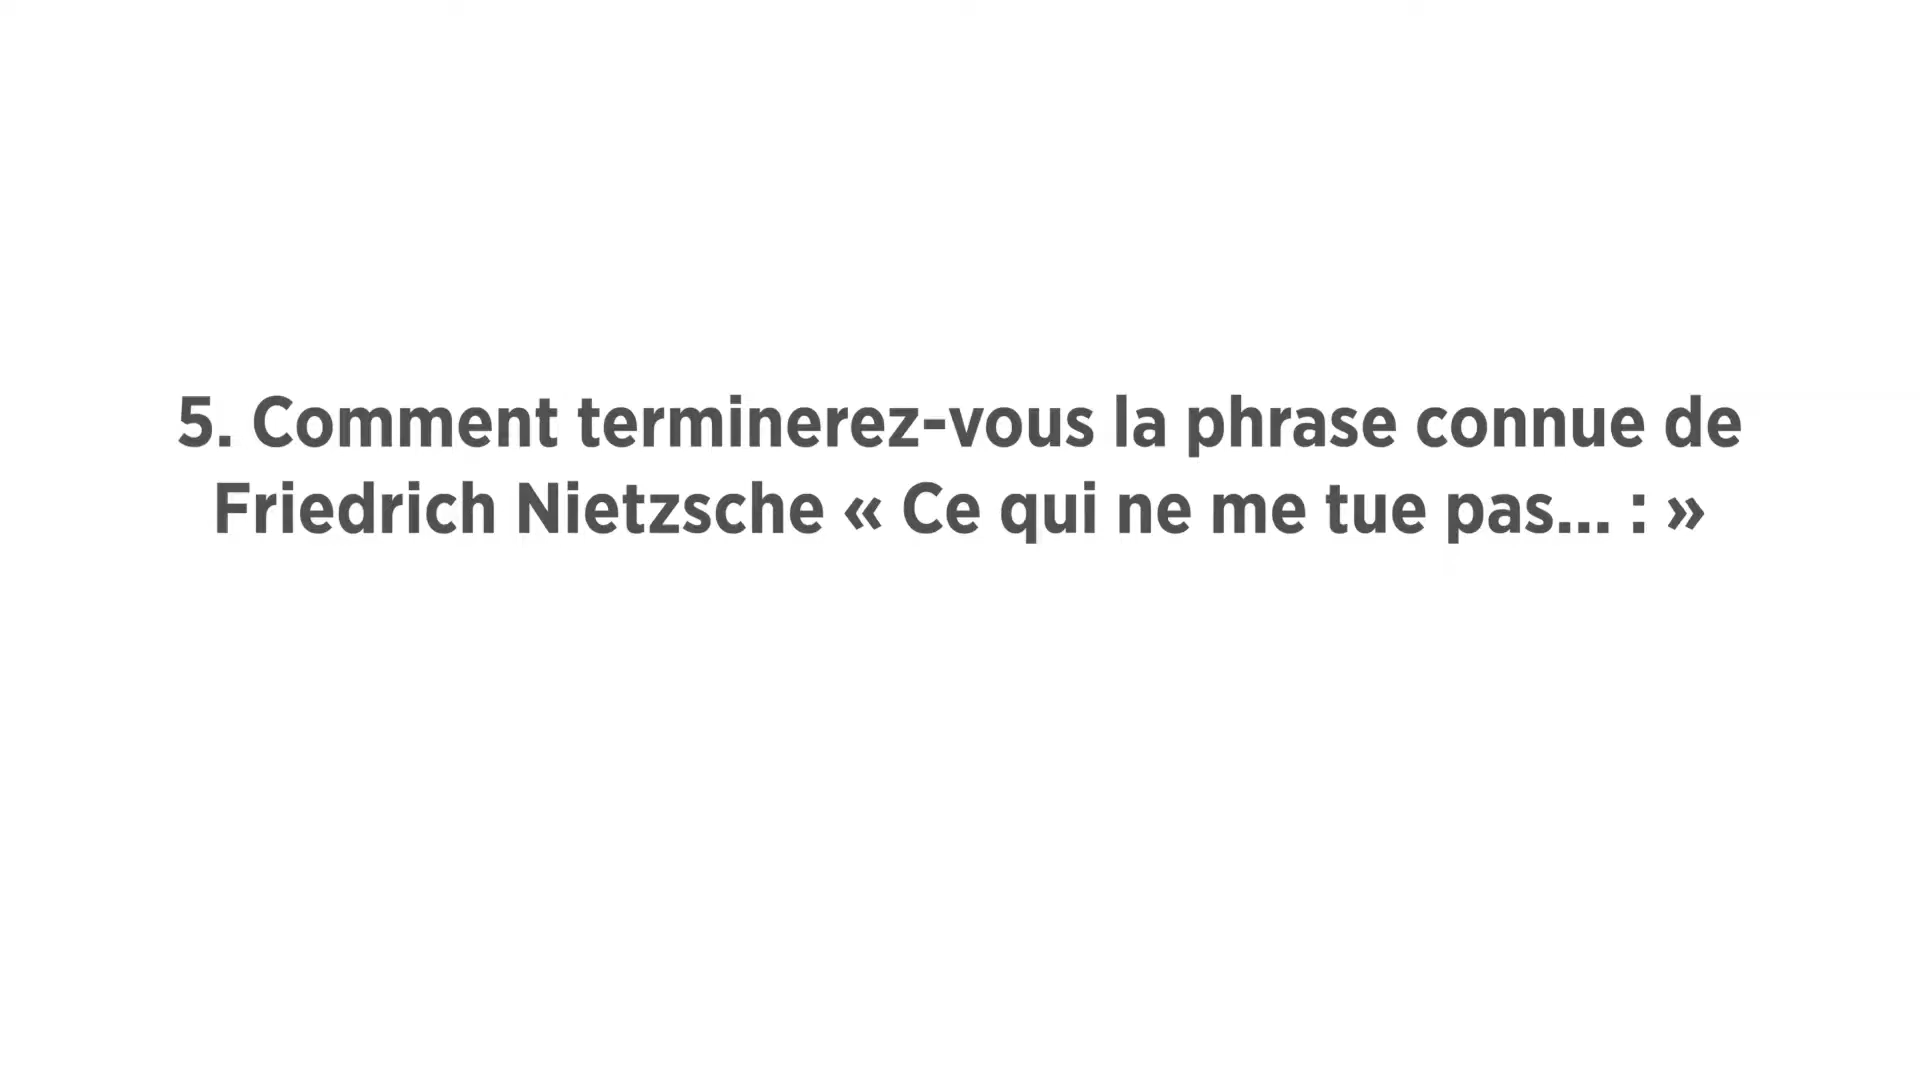 5. Comment terminerez-vous la phrase connue de
Friedrich Nietzsche « Ce qui ne me tue pas... : »